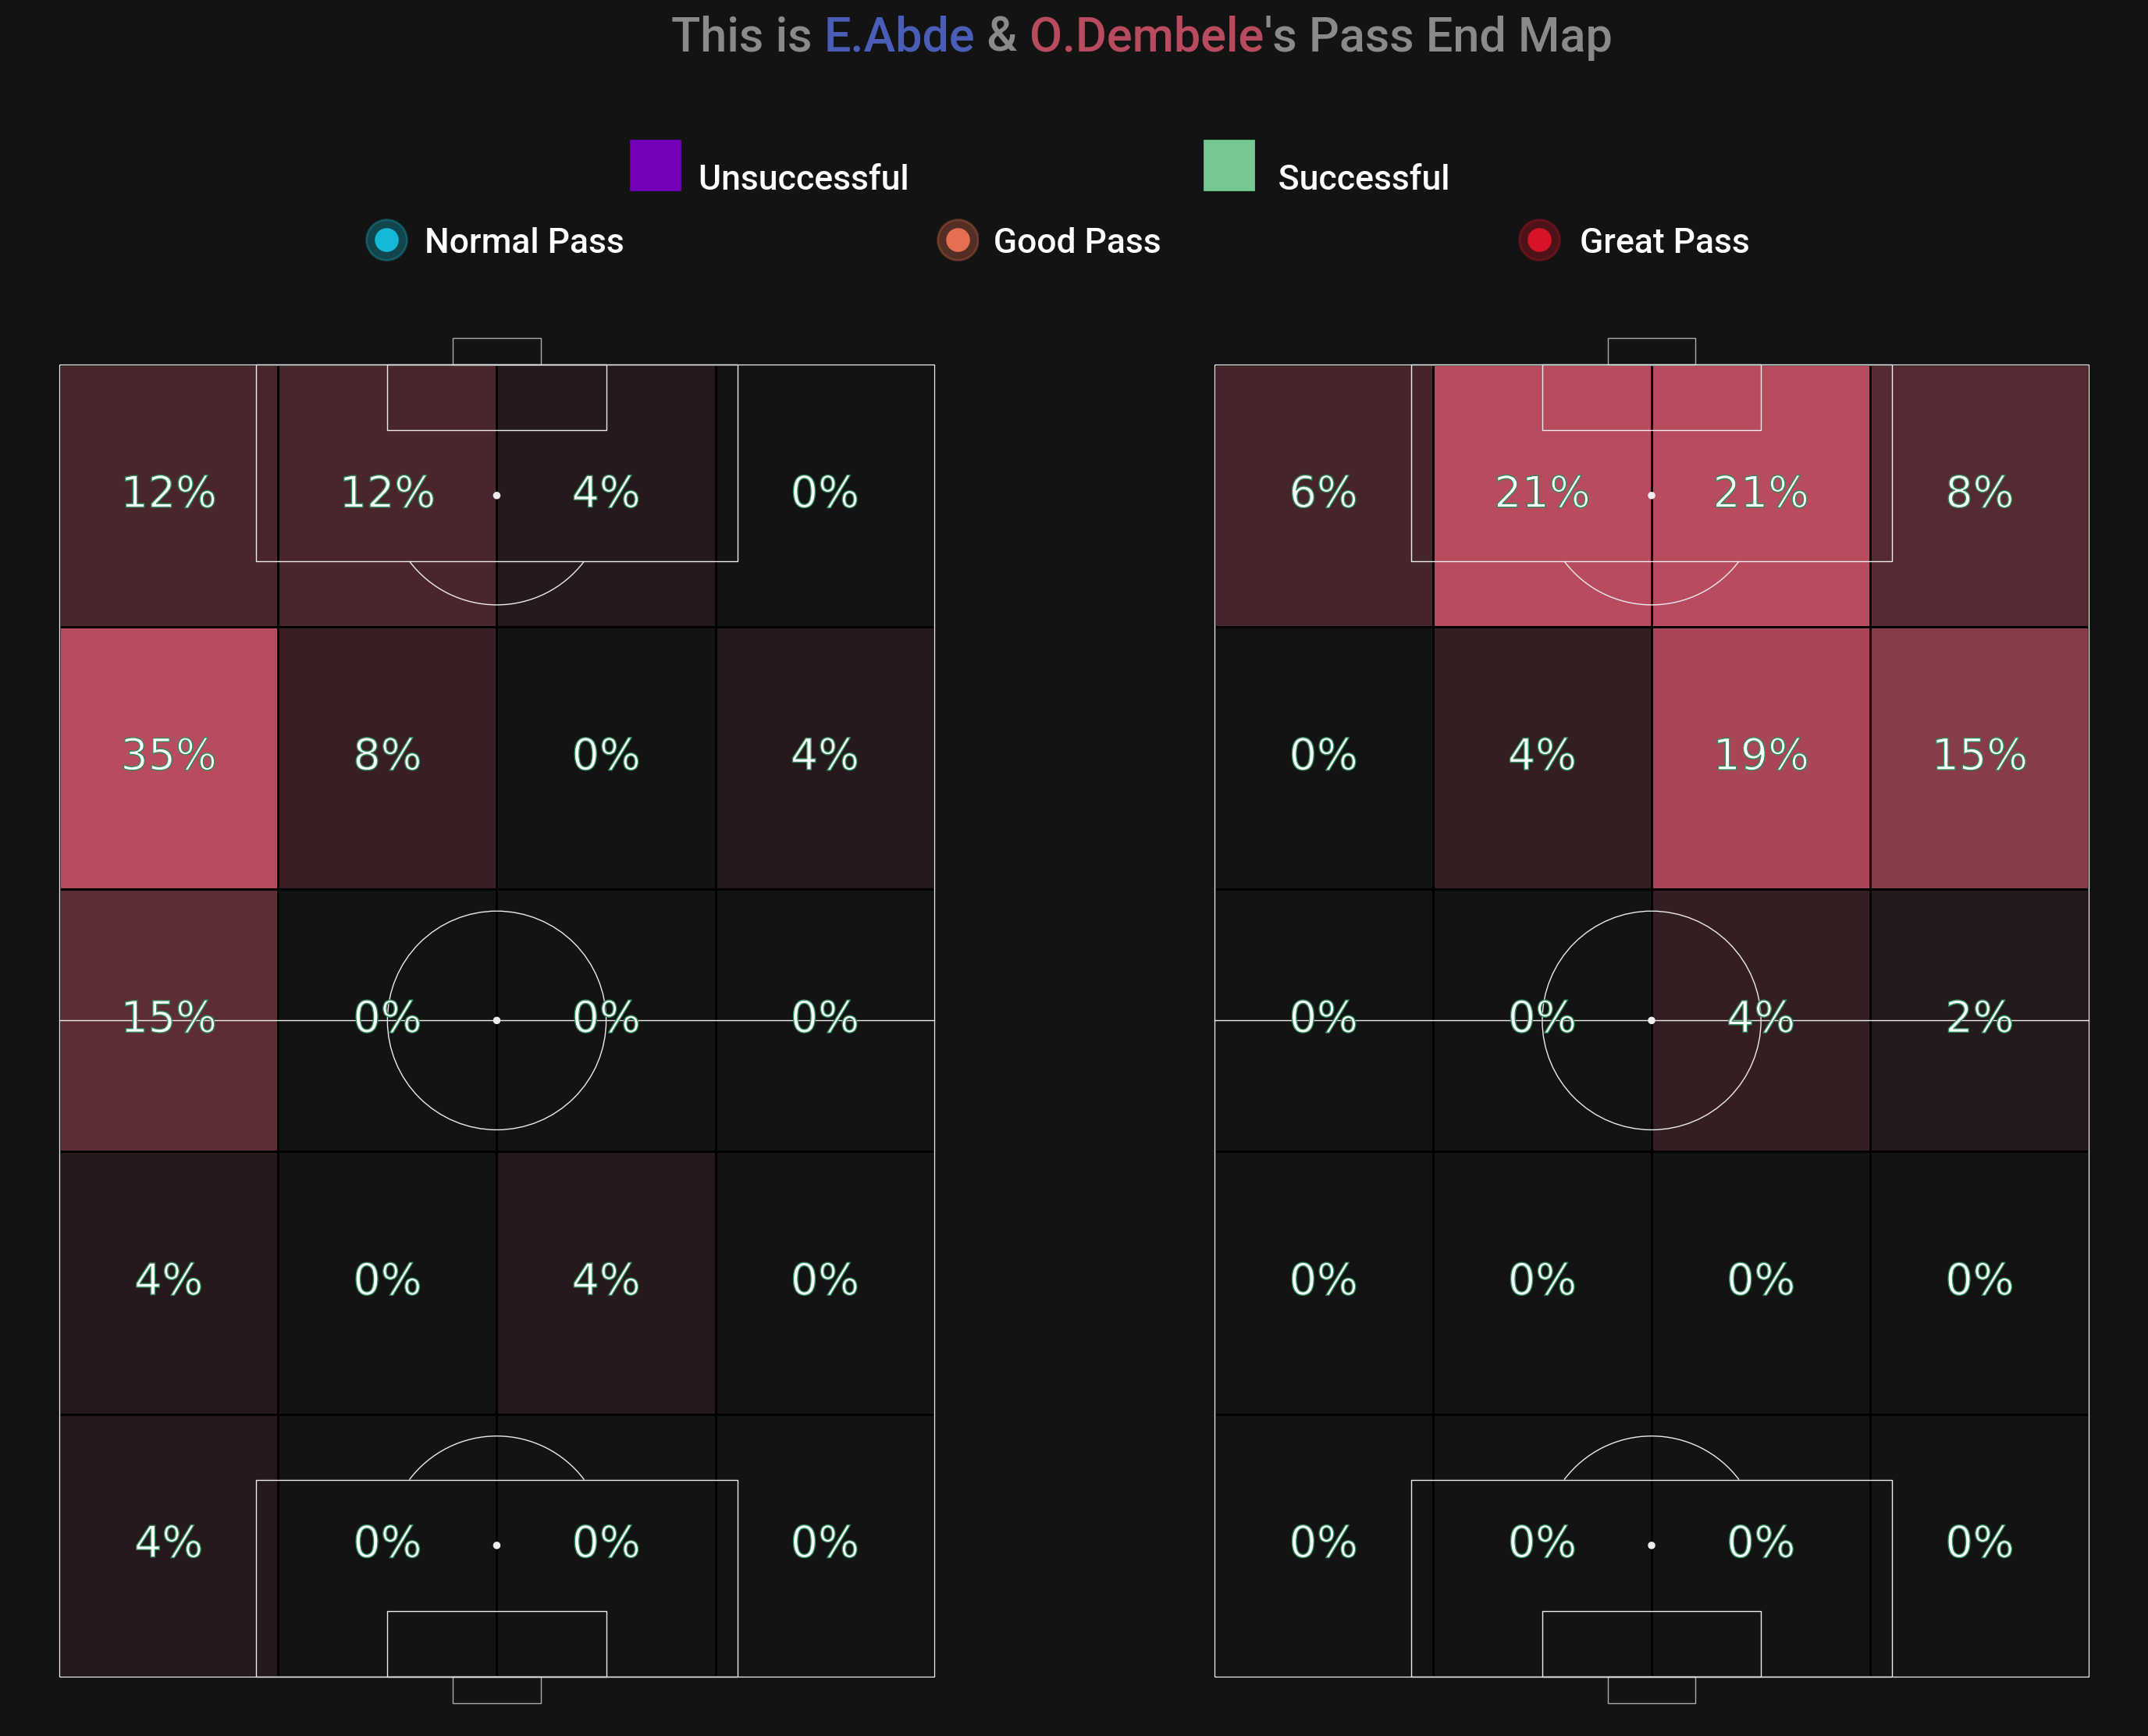 This is E.Abde & O.Dembele's Pass End Map
Unsuccessful Successful
Normal Pass Good Pass Great Pass
12% 12% 4% 0% 6% 21% 21% 8%
35% 8% 0% 4% 0% 4% 19% 15%
15% 0% 0% 0% 0% 0% 4% 2%
4% 0% 4% 0% 0% 0% 0% 0%
4% 0% 0% 0% 0% 0% 0% 0%